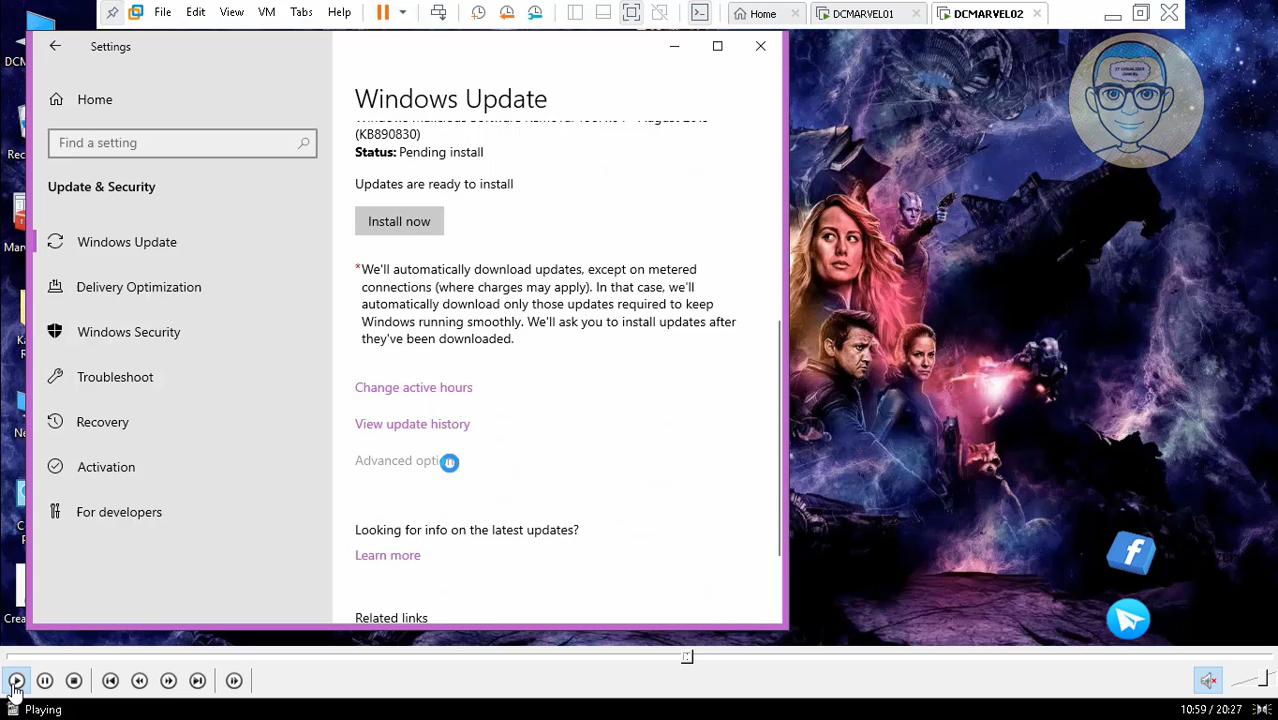 File Edit View VM Tabs Help
Home
DCMARVEL01
DCMARVEL02
Settings
Home
Find a setting
Update & Security
Windows Update
Delivery Optimization
Windows Security
Troubleshoot
Recovery
Activation
For developers
Windows Update
(KB890830)
Status: Pending install
Updates are ready to install
Install now
*We'll automatically download updates, except on metered
connections (where charges may apply). In that case, we'll
automatically download only those updates required to keep
Windows running smoothly. We'll ask you to install updates after
they've been downloaded.
Change active hours
View update history
Advanced opti
Looking for info on the latest updates?
Learn more
Related links
Playing
10:59 / 20:27